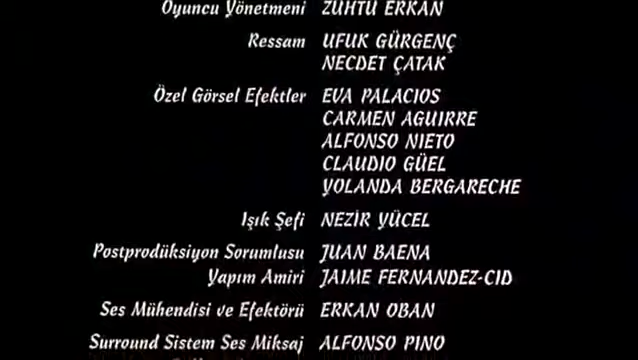 Oyuncu Yönetmeni ZÜHTÜ ERKAN
Ressam UFUK GÜRGENÇ
NECDET ÇATAK
Özel Görsel Efektler EVA PALACIOS
CARMEN AGUIRRE
ALFONSO NIETO
CLAUDIO GÜEL
YOLANDA BERGARECHE
Işık Şefi NEZİR YÜCEL
Postprodüksiyon Sorumlusu JUAN BAENA
Yapım Amiri JAIME FERNANDEZ-CID
Ses Mühendisi ve Efektörü ERKAN OBAN
Surround Sistem Ses Miksaj ALFONSO PINO